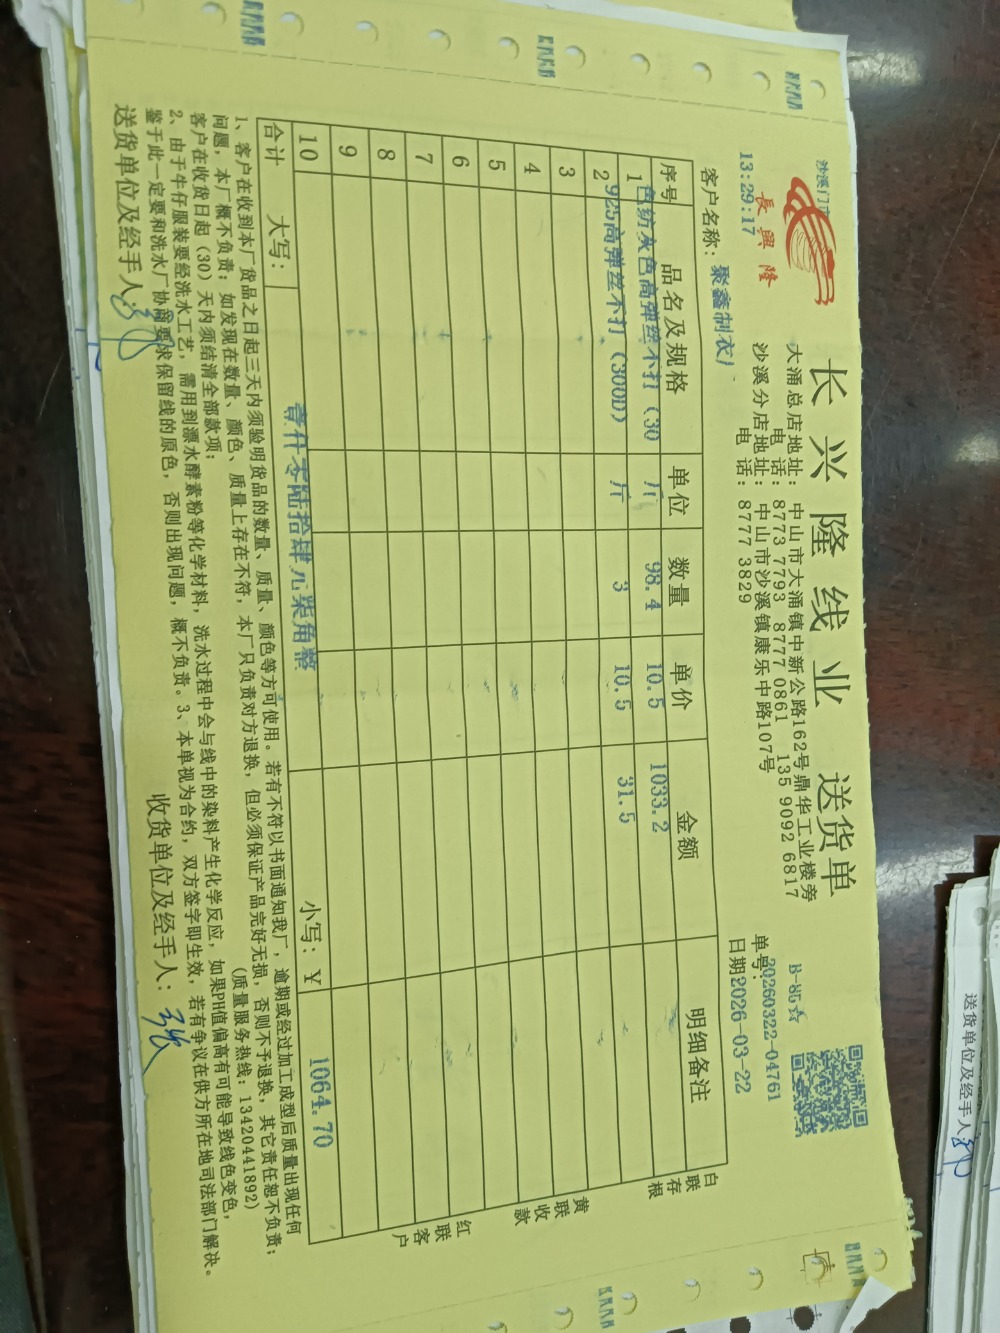 長興隆
13:29:17
长兴隆线业 送货单
大涌总店地址：中山市大涌镇中新公路162号鼎华工业楼旁
电话：8773 7793 8777 0861 135 9092 6817
沙溪分店地址：中山市沙溪镇康乐中路107号
电话：8777 3829
B-85☆
单号：20260322-04761
日期2026-03-22
客户名称：聚鑫制衣厂
序号 品名及规格 单位 数量 单价 金额 明细备注
1 色纺灰色高弹丝不打（30 斤 98.4 10.5 1033.2
2 925高弹丝不打（300D） 斤 3 10.5 31.5
3
4
5
6
7
8
9
10
合计 大写： 壹仟零陆拾肆元柒角整 小写：￥ 1064.70
白联存根
黄联收款
红联客户
1、客户在收到本厂货品之日起三天内须验明货品的数量、质量、颜色等方可使用。若有不符以书面通知我厂，逾期或经过加工成型后质量出现任何
问题，本厂概不负责；如发现在数量、颜色、质量上存在不符，本厂只负责对方退换，但必须保证产品完好无损，否则不予退换，其它责任恕不负责；
客户在收货日起（30）天内须结清全部款项； （质量服务热线：13420441892）
2、由于牛仔服装要经洗水工艺，需用到漂水酵素粉等化学材料，洗水过程中会与线中的染料产生化学反应，如果PH值偏高有可能导致线色变色，
鉴于此一定要和洗水厂协商要求保留线的原色，否则出现问题，概不负责。3、本单视为合约，双方签字即生效，若有争议在供方所在地司法部门解决。
送货单位及经手人： 收货单位及经手人：张
送货单位及经手人